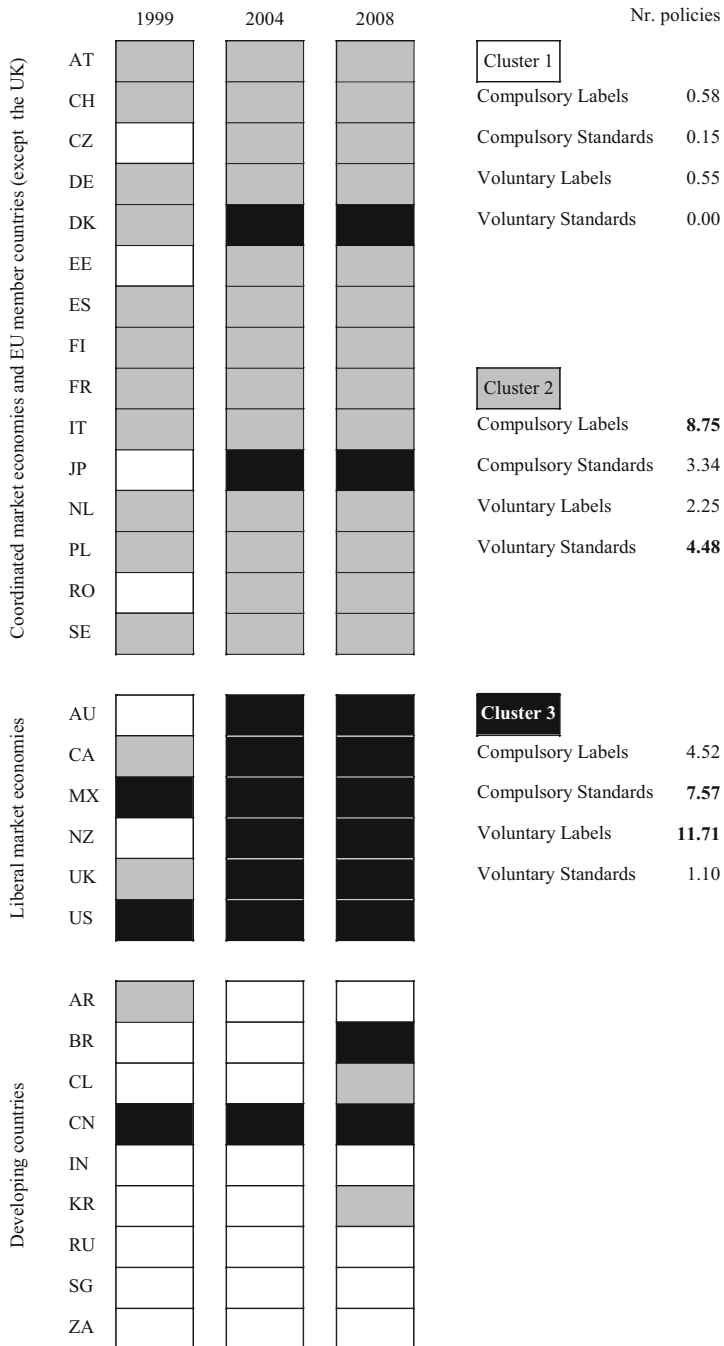 1999 2004 2008 Nr. policies
Coordinated market economies and EU member countries (except the UK)
AT
CH
CZ
DE
DK
EE
ES
FI
FR
IT
JP
NL
PL
RO
SE
Cluster 1
Compulsory Labels 0.58
Compulsory Standards 0.15
Voluntary Labels 0.55
Voluntary Standards 0.00
Cluster 2
Compulsory Labels 8.75
Compulsory Standards 3.34
Voluntary Labels 2.25
Voluntary Standards 4.48
Liberal market economies
AU
CA
MX
NZ
UK
US
Cluster 3
Compulsory Labels 4.52
Compulsory Standards 7.57
Voluntary Labels 11.71
Voluntary Standards 1.10
Developing countries
AR
BR
CL
CN
IN
KR
RU
SG
ZA